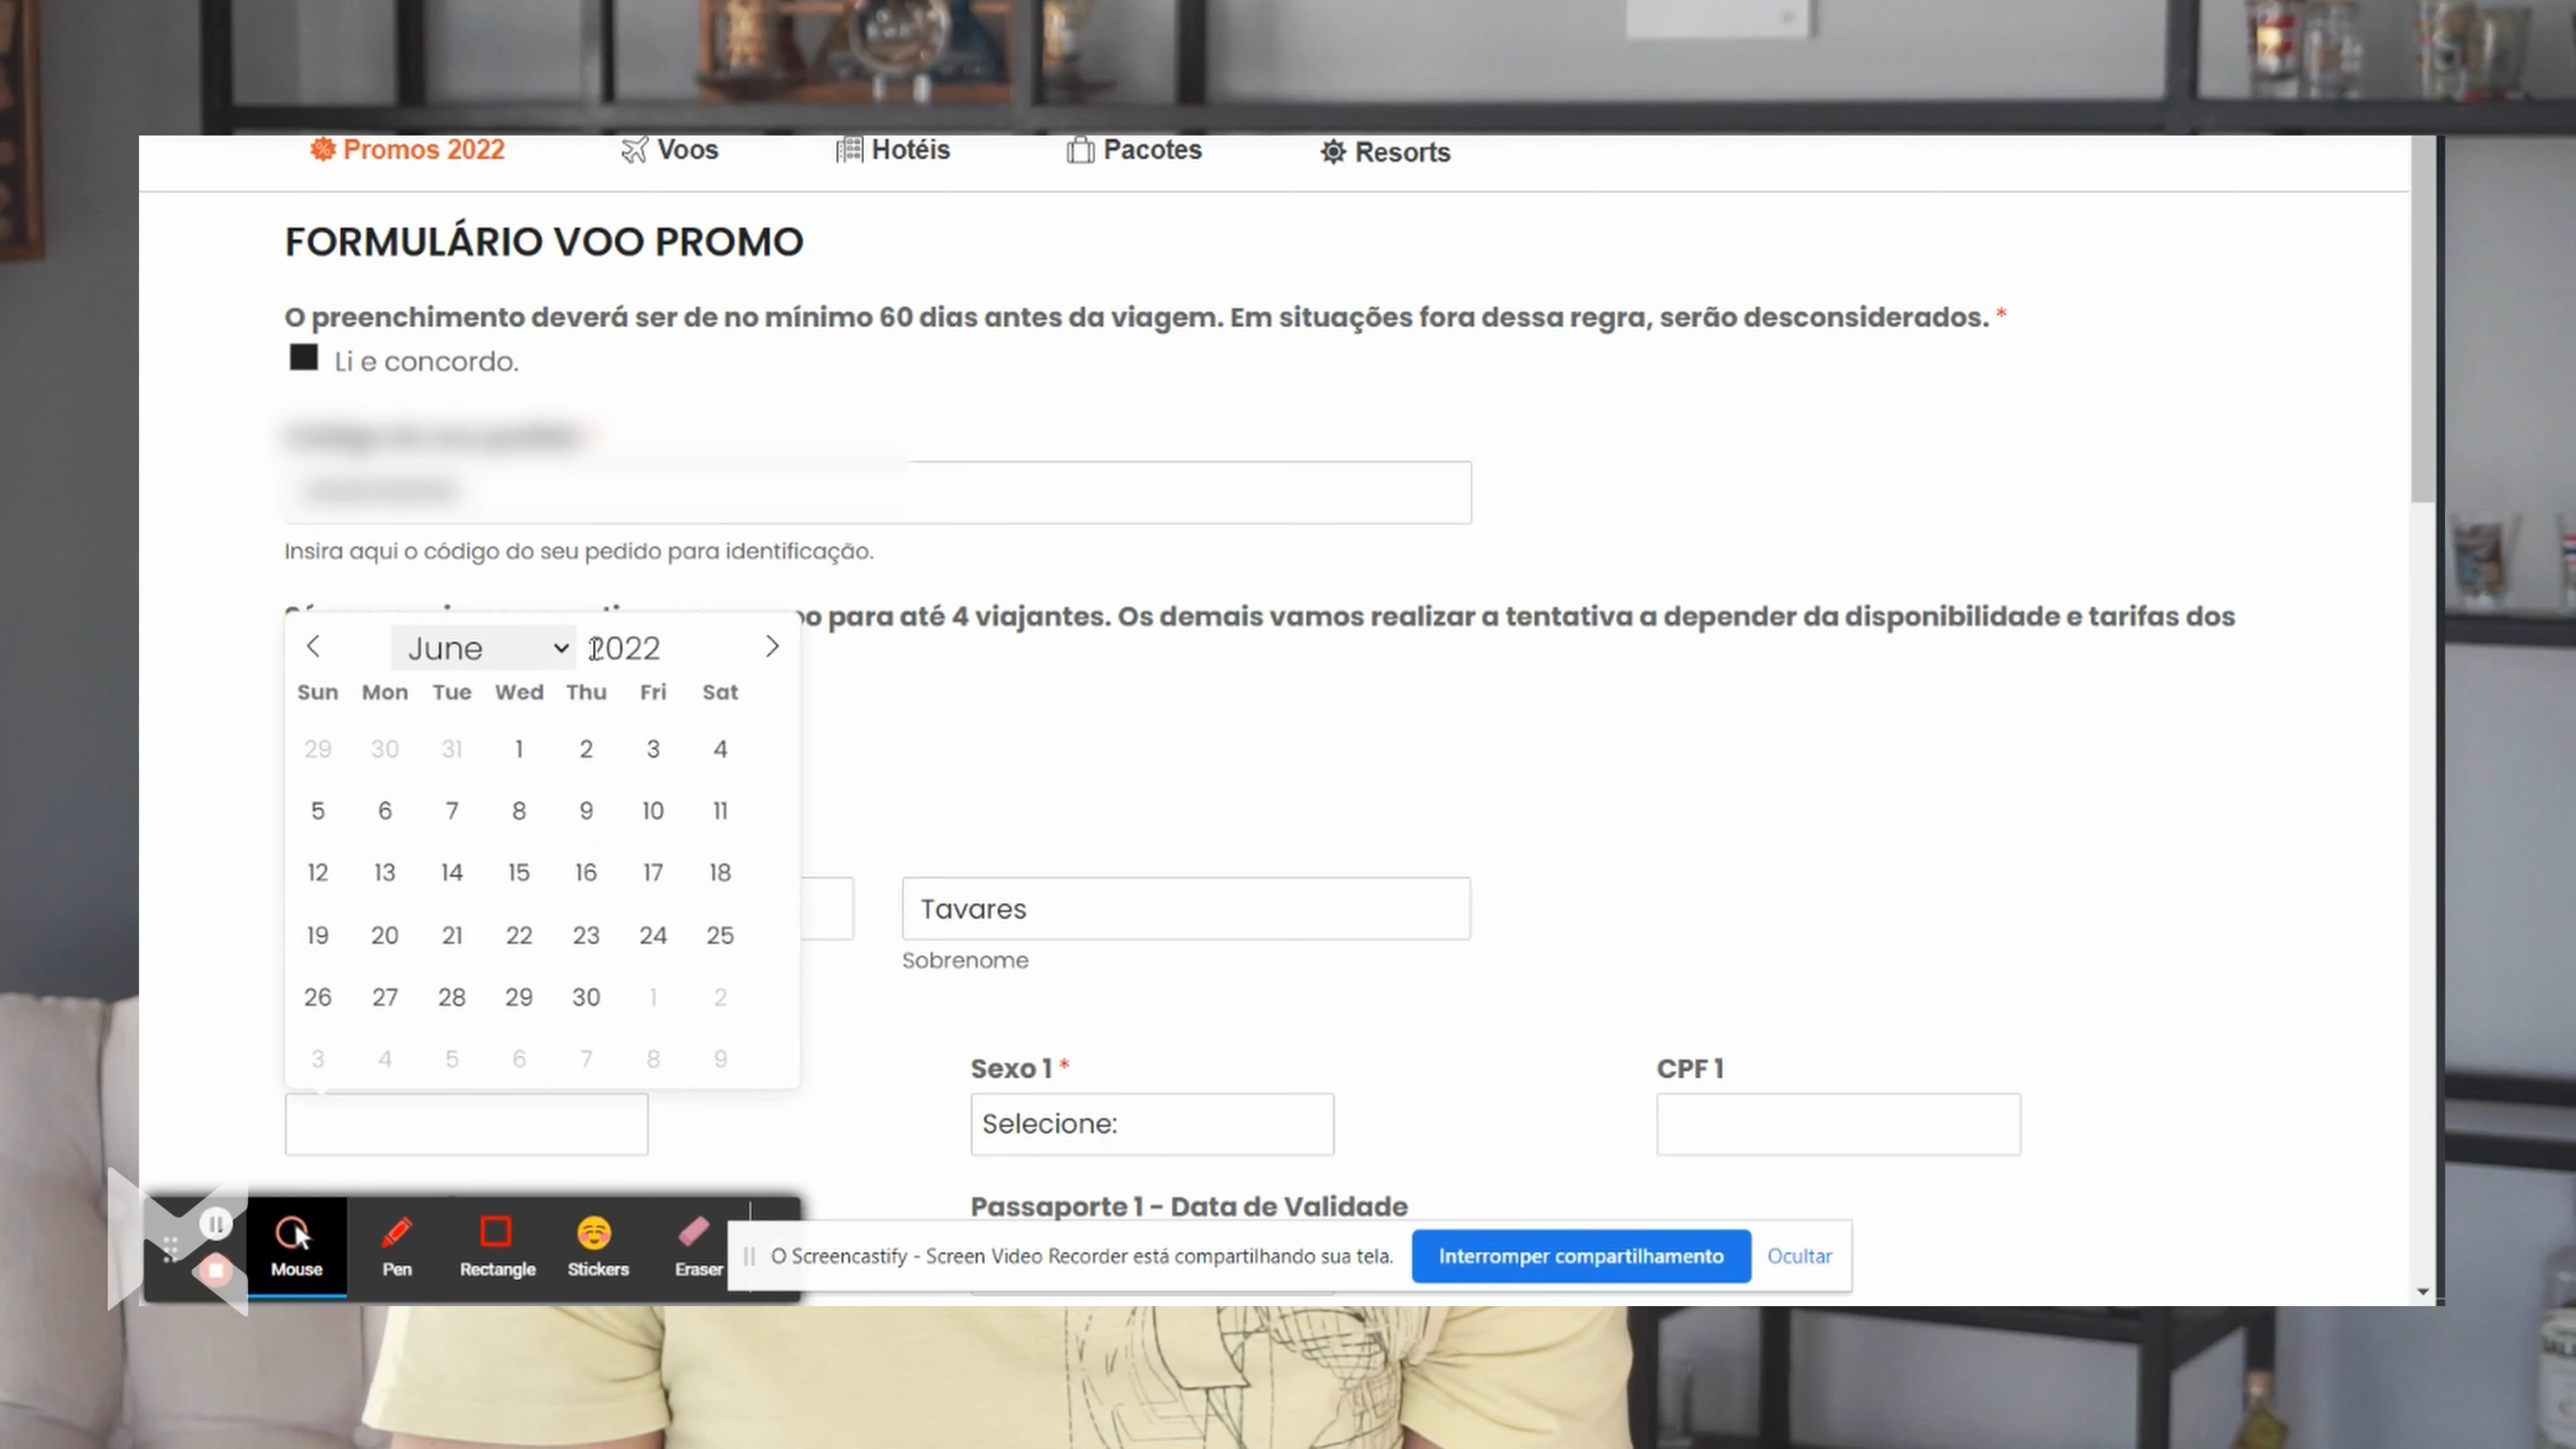 Promos 2022
Voos
Hotéis
Pacotes
Resorts
FORMULÁRIO VOO PROMO
O preenchimento deverá ser de no mínimo 60 dias antes da viagem. Em situações fora dessa regra, serão desconsiderados. *
Li e concordo.
Insira aqui o código do seu pedido para identificação.
para até 4 viajantes. Os demais vamos realizar a tentativa a depender da disponibilidade e tarifas dos
June 2022
Sun Mon Tue Wed Thu Fri Sat
29 30 31 1 2 3 4
5 6 7 8 9 10 11
12 13 14 15 16 17 18
19 20 21 22 23 24 25
26 27 28 29 30 1 2
3 4 5 6 7 8 9
Tavares
Sobrenome
Sexo 1 *
CPF 1
Selecione:
Passaporte 1 - Data de Validade
Mouse
Pen
Rectangle
Stickers
Eraser
O Screencastify - Screen Video Recorder está compartilhando sua tela.
Interromper compartilhamento
Ocultar